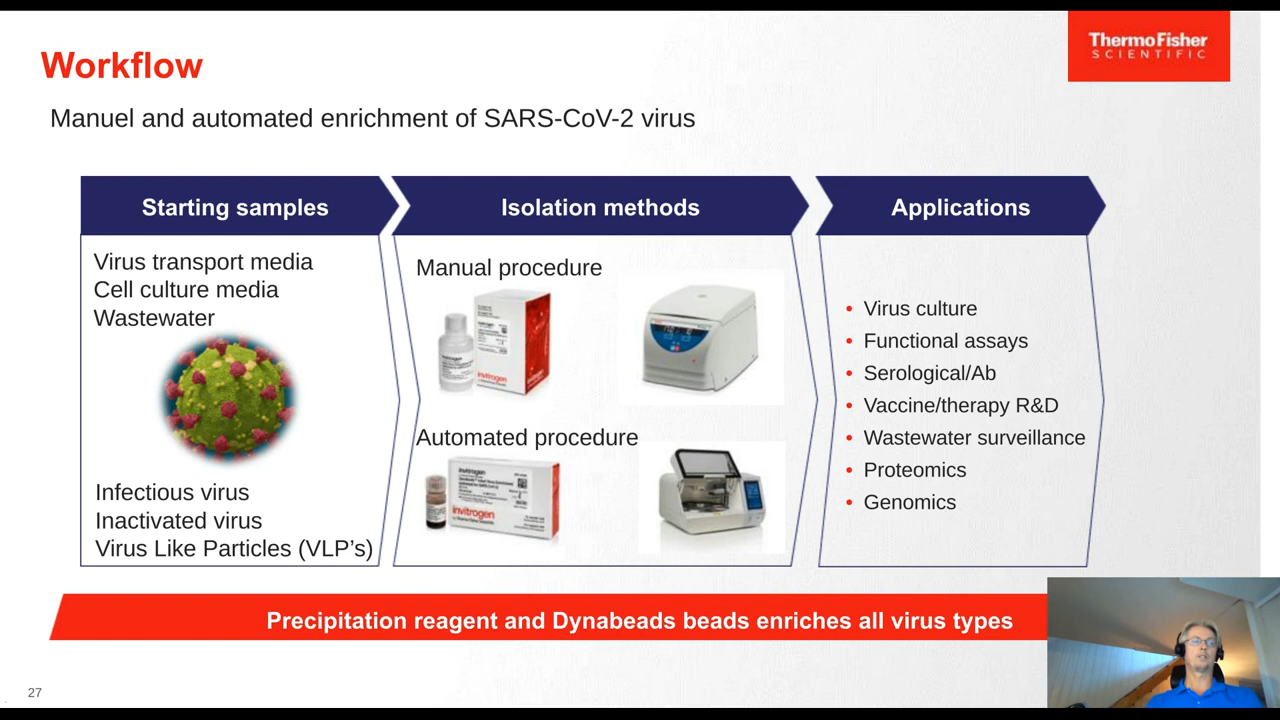 Workflow
ThermoFisher
SCIENTIFIC
Manuel and automated enrichment of SARS-CoV-2 virus
Starting samples
Isolation methods
Applications
Virus transport media
Cell culture media
Wastewater
Infectious virus
Inactivated virus
Virus Like Particles (VLP's)
Manual procedure
invitrogen
Automated procedure
invitrogen
invitrogen
• Virus culture
• Functional assays
• Serological/Ab
• Vaccine/therapy R&D
• Wastewater surveillance
• Proteomics
• Genomics
Precipitation reagent and Dynabeads beads enriches all virus types
27